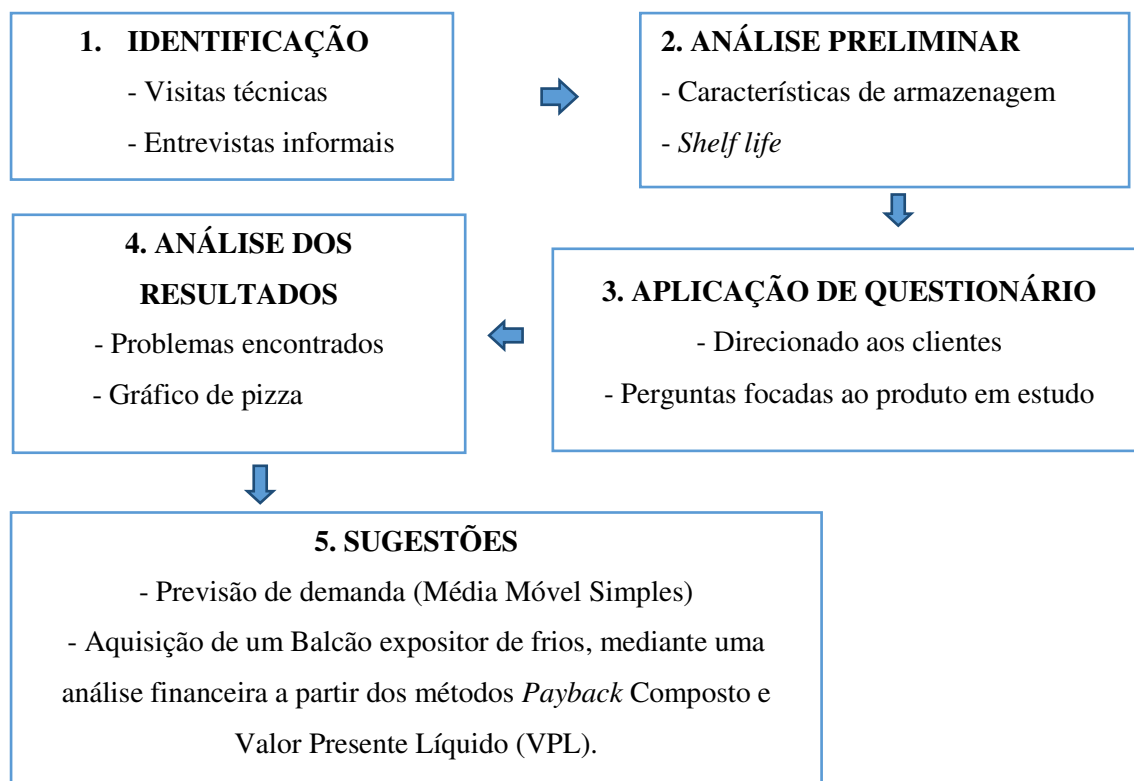 1. IDENTIFICAÇÃO
- Visitas técnicas
- Entrevistas informais
2. ANÁLISE PRELIMINAR
- Características de armazenagem
- Shelf life
3. APLICAÇÃO DE QUESTIONÁRIO
- Direcionado aos clientes
- Perguntas focadas ao produto em estudo
4. ANÁLISE DOS
RESULTADOS
- Problemas encontrados
- Gráfico de pizza
5. SUGESTÕES
- Previsão de demanda (Média Móvel Simples)
- Aquisição de um Balcão expositor de frios, mediante uma
análise financeira a partir dos métodos Payback Composto e
Valor Presente Líquido (VPL).